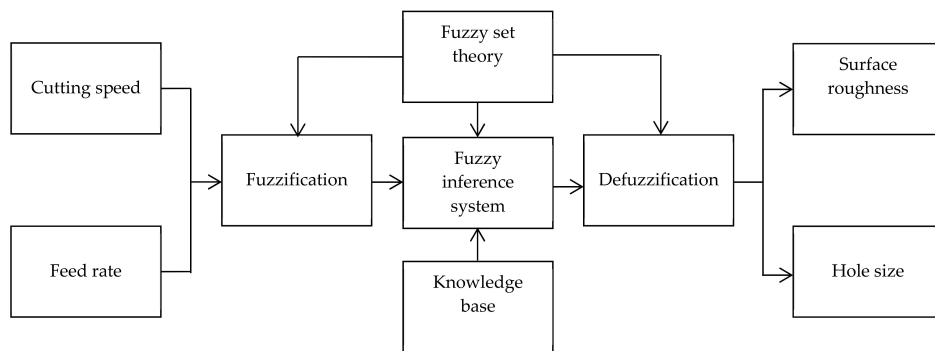 Cutting speed
Feed rate
Fuzzification
Fuzzy set
theory
Fuzzy
inference
system
Knowledge
base
Defuzzification
Surface
roughness
Hole size